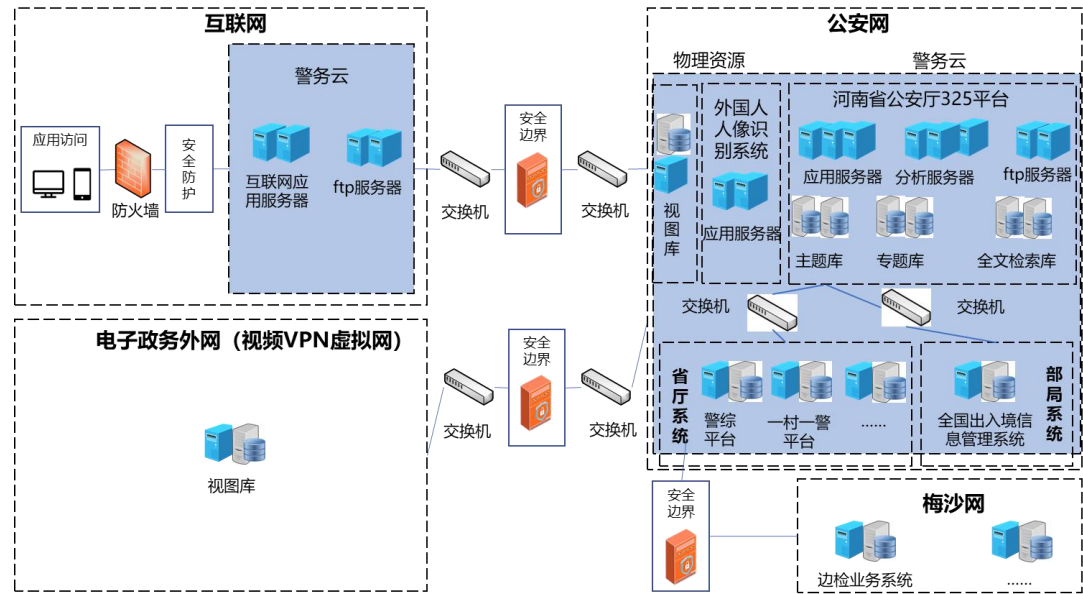 互联网
警务云
应用访问
安全防护
防火墙
互联网应
用服务器
ftp服务器
交换机
安全
边界
交换机
公安网
物理资源
警务云
视图库
外国人
人像识
别系统
应用服务器
河南省公安厅325平台
应用服务器
分析服务器
ftp服务器
主题库
专题库
全文检索库
交换机
交换机
省厅系统
警综
平台
一村一警
平台
......
全国出入境信
息管理系统
部局系统
电子政务外网（视频VPN虚拟网）
视图库
交换机
安全
边界
交换机
安全
边界
梅沙网
边检业务系统
......